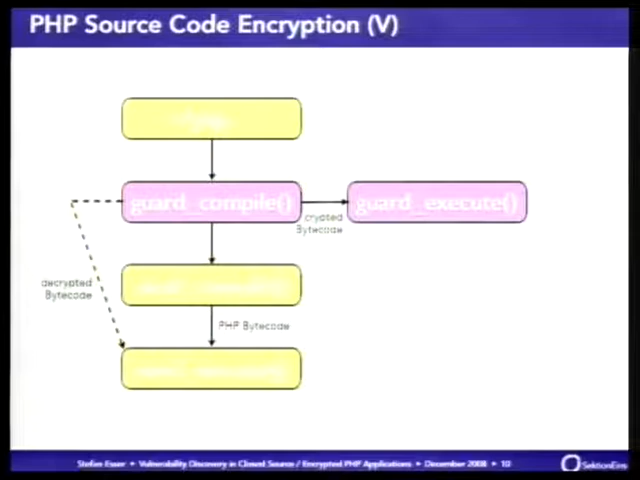 PHP Source Code Encryption (V)
guard_compile()
guard_execute()
crypted
Bytecode
decrypted
Bytecode
PHP Bytecode
Stefan Esser • Vulnerability Discovery in Closed Source / Encrypted PHP Applications • December 2008 • 10
SektionEins